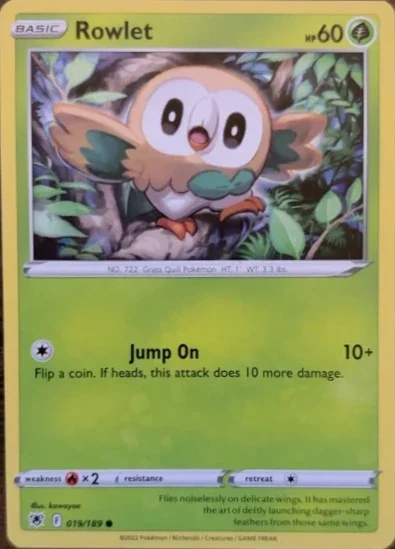 BASIC Rowlet HP 60
NO. 722 Grass Quill Pokémon HT. 1' WT. 3.3 lbs.
Jump On 10+
Flip a coin. If heads, this attack does 10 more damage.
weakness × 2 resistance retreat
Illus. kawayoo
Flies noiselessly on delicate wings. It has mastered
the art of deftly launching dagger-sharp
feathers from those same wings.
F 019/189
©2022 Pokémon / Nintendo / Creatures / GAME FREAK